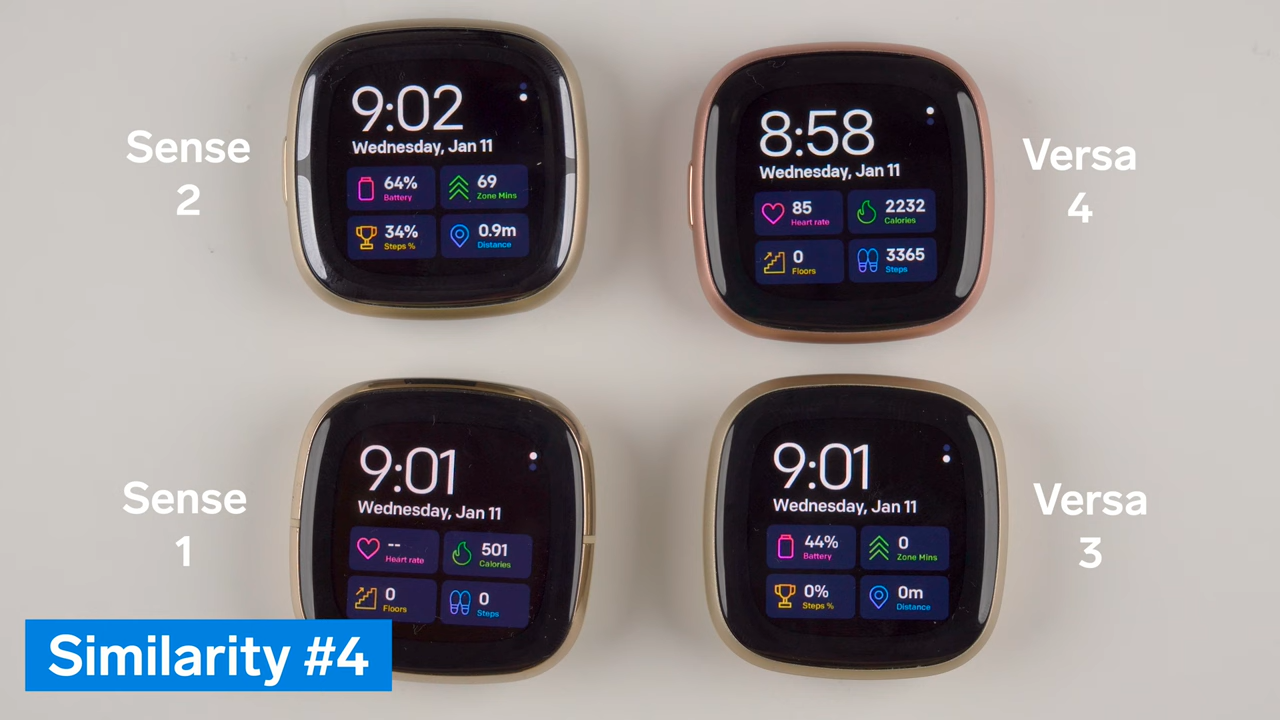 Sense
2
9:02
Wednesday, Jan 11
64%
Battery
69
Zone Mins
34%
Steps %
0.9m
Distance
8:58
Wednesday, Jan 11
85
Heart rate
2232
Calories
0
Floors
3365
Steps
Versa
4
Sense
1
9:01
Wednesday, Jan 11
--
Heart rate
501
Calories
0
Floors
0
Steps
9:01
Wednesday, Jan 11
44%
Battery
0
Zone Mins
0%
Steps %
0m
Distance
Versa
3
Similarity #4